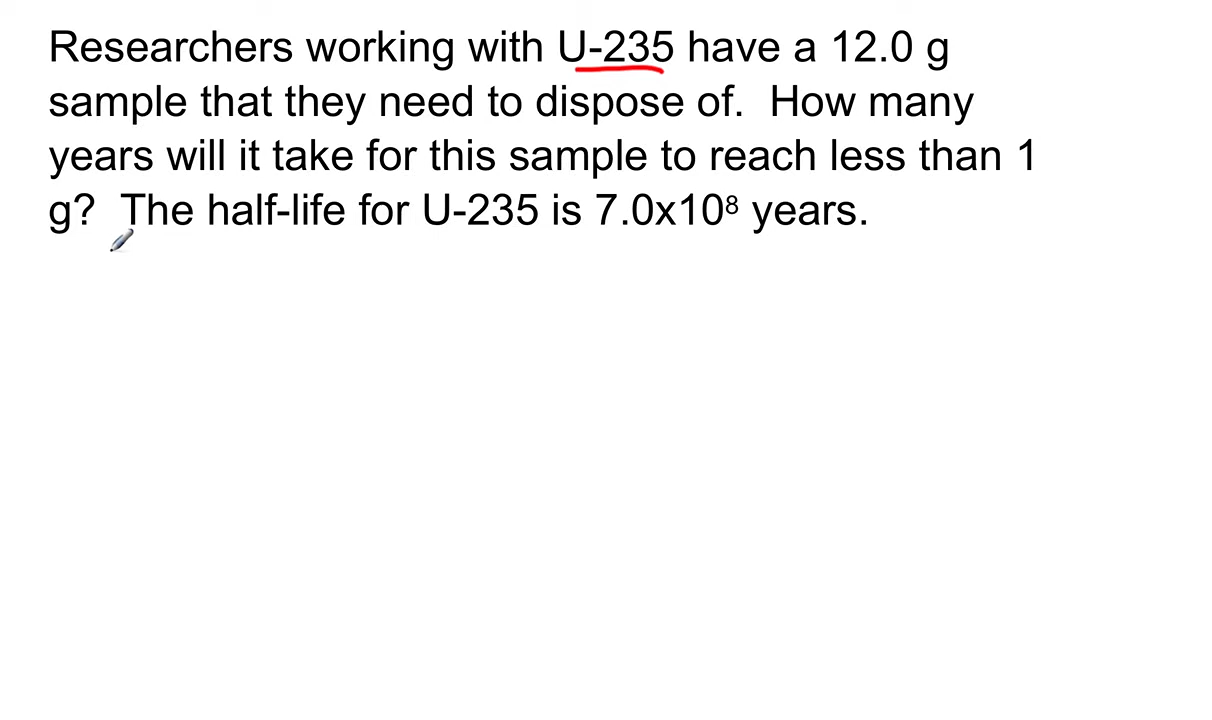 Researchers working with U-235 have a 12.0 g
sample that they need to dispose of.  How many
years will it take for this sample to reach less than 1
g?  The half-life for U-235 is 7.0x10⁸ years.